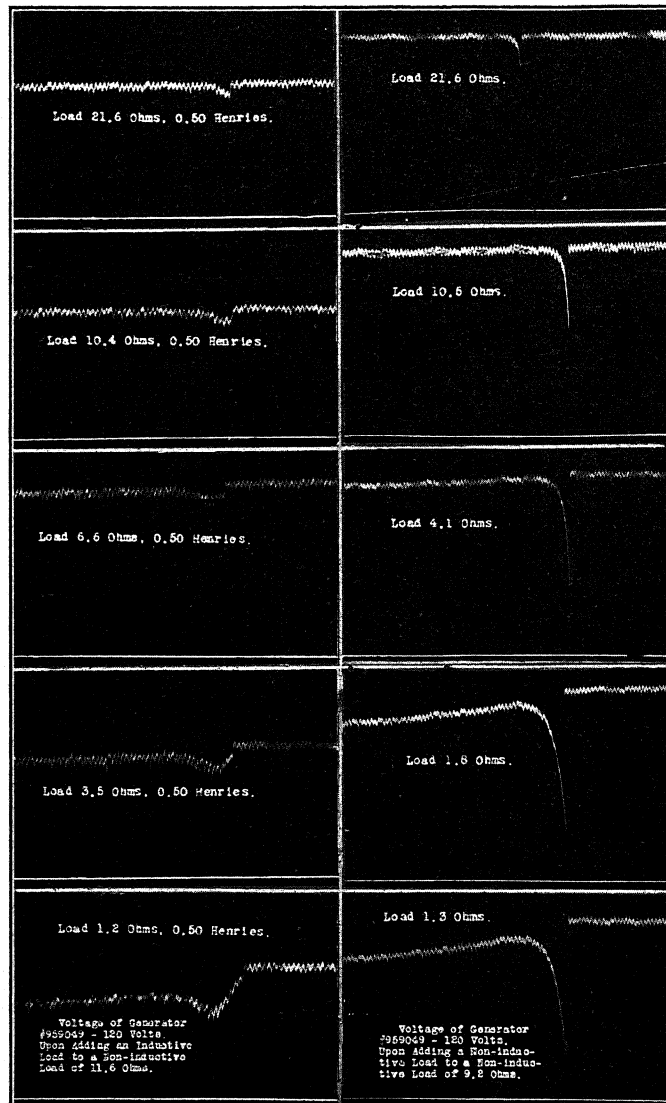 Load 21.6 Ohms, 0.50 Henries.
Load 21.6 Ohms.
Load 10.4 Ohms, 0.50 Henries.
Load 10.5 Ohms.
Load 6.6 Ohms, 0.50 Henries.
Load 4.1 Ohms.
Load 3.5 Ohms, 0.50 Henries.
Load 1.8 Ohms.
Load 1.2 Ohms, 0.50 Henries.
Load 1.3 Ohms.
Voltage of Generator
#959049 - 120 Volts.
Upon Adding an Inductive
Load to a Non-inductive
Load of 11.6 Ohms.
Voltage of Generator
#959049 - 120 Volts.
Upon Adding a Non-induc-
tive Load to a Non-induc-
tive Load of 9.2 Ohms.